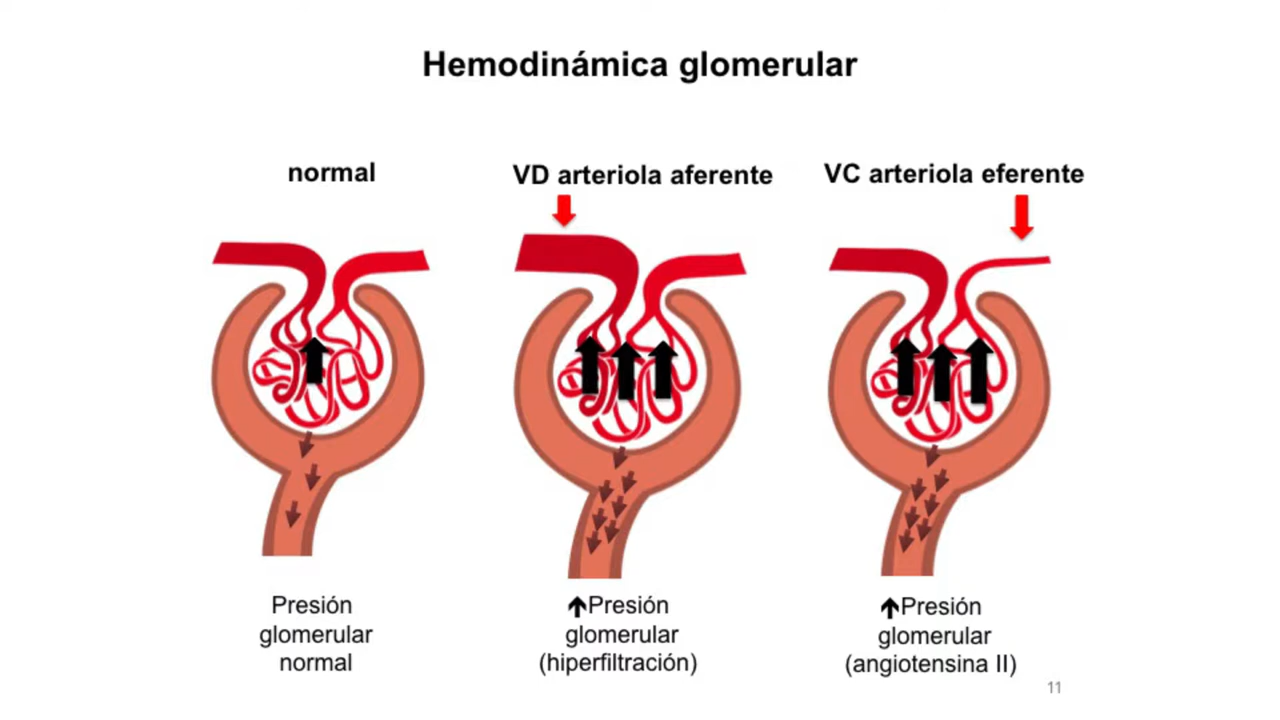 Hemodinámica glomerular
normal
VD arteriola aferente
VC arteriola eferente
Presión
glomerular
normal
↑Presión
glomerular
(hiperfiltración)
↑Presión
glomerular
(angiotensina II)
11